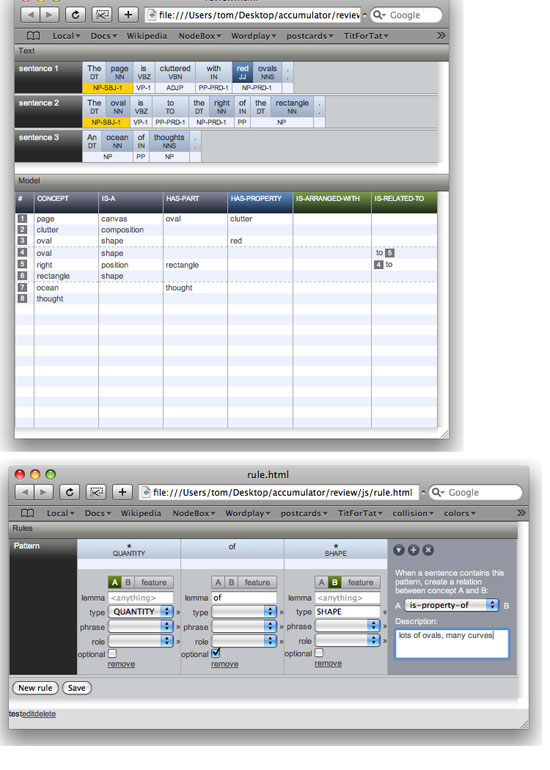 file:///Users/tom/Desktop/accumulator/review
Google
Local Docs Wikipedia NodeBox Wordplay postcards TitForTat »
Text
sentence 1 The page is cluttered with red ovals .
DT NN VBZ VBN IN JJ NNS .
NP-SBJ-1 VP-1 ADJP PP-PRD-1 NP-PRD-1
sentence 2 The oval is to the right of the rectangle .
DT NN VBZ TO DT NN IN DT NN .
NP-SBJ-1 VP-1 PP-PRD-1 NP-PRD-1 PP NP
sentence 3 An ocean of thoughts .
DT NN IN NNS .
NP PP NP
Model
# CONCEPT IS-A HAS-PART HAS-PROPERTY IS-ARRANGED-WITH IS-RELATED-TO
1 page canvas oval clutter
2 clutter composition
3 oval shape red
4 oval shape to 5
5 right position rectangle 4 to
6 rectangle shape
7 ocean thought
8 thought
rule.html
file:///Users/tom/Desktop/accumulator/review/js/rule.html
Google
Local Docs Wikipedia NodeBox Wordplay postcards TitForTat collision colors »
Rules
Pattern * of *
QUANTITY SHAPE
A B feature A B feature A B feature
lemma <anything> lemma of lemma <anything>
type QUANTITY » type » type SHAPE «
phrase » phrase » phrase «
role » role » role «
optional optional optional
remove remove remove
When a sentence contains this
pattern, create a relation
between concept A and B:
A is-property-of B
Description:
lots of ovals, many curves
New rule Save
testeditdelete